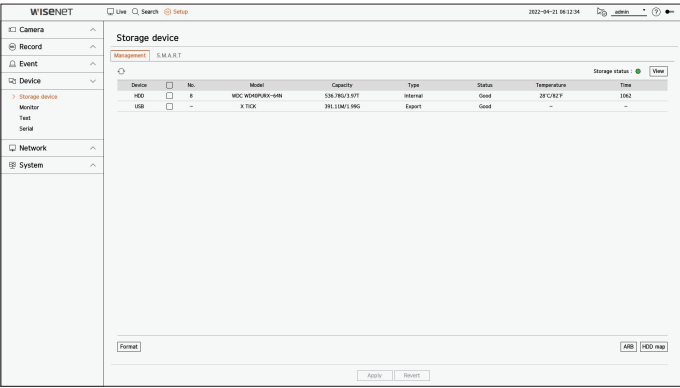 WISENET
Live Search Setup
2022-04-21 06:12:34 admin ?
Camera
Record
Event
Device
> Storage device
Monitor
Text
Serial
Network
System
Storage device
Management S.M.A.R.T
Storage status : View
Device No. Model Capacity Type Status Temperature Time
HDD 8 WDC WD40PURX-64N 536.78G/3.97T Internal Good 28°C/82°F 1062
USB - X TICK 391.11M/1.99G Export Good - -
Format ARB HDD map
Apply Revert